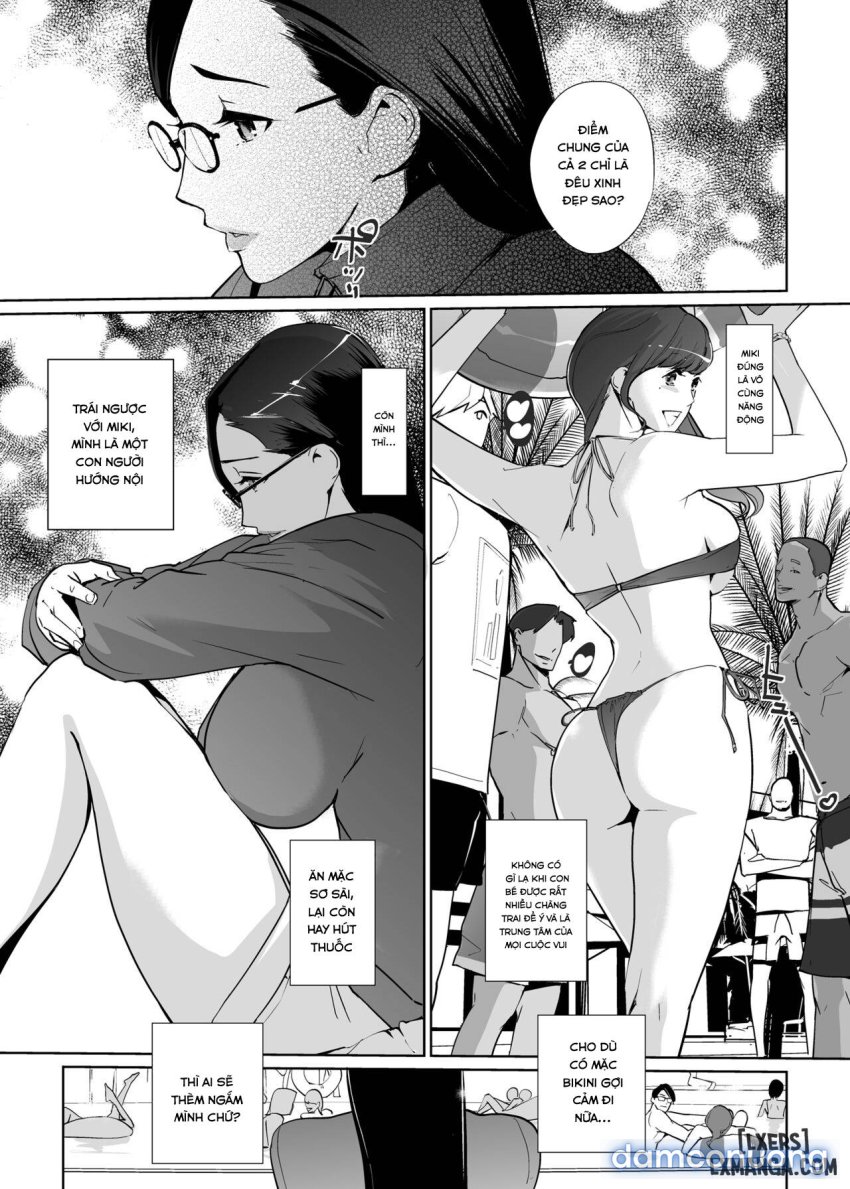 ĐIỂM
CHUNG CỦA
CẢ 2 CHỈ LÀ
ĐỀU XINH
ĐẸP SAO?
ポッリ
MIKI
ĐÚNG
LÀ VÔ
CÙNG
NĂNG
ĐỘNG
KHÔNG CÓ
GÌ LẠ KHI CON
BÉ ĐƯỢC RẤT
NHIỀU CHÀNG
TRAI ĐỂ Ý VÀ LÀ
TRUNG TÂM CỦA
MỌI CUỘC VUI
CÒN
MÌNH
THÌ...
TRÁI NGƯỢC
VỚI MIKI,
MÌNH LÀ MỘT
CON NGƯỜI
HƯỚNG NỘI
ĂN MẶC
SƠ SÀI,
LẠI CÒN
HAY HÚT
THUỐC
CHO DÙ
CÓ MẶC
BIKINI GỢI
CẢM ĐI
NỮA...
THÌ AI SẼ
THÈM NGẮM
MÌNH CHỨ?
[LXERS]
LXMANGA.COM